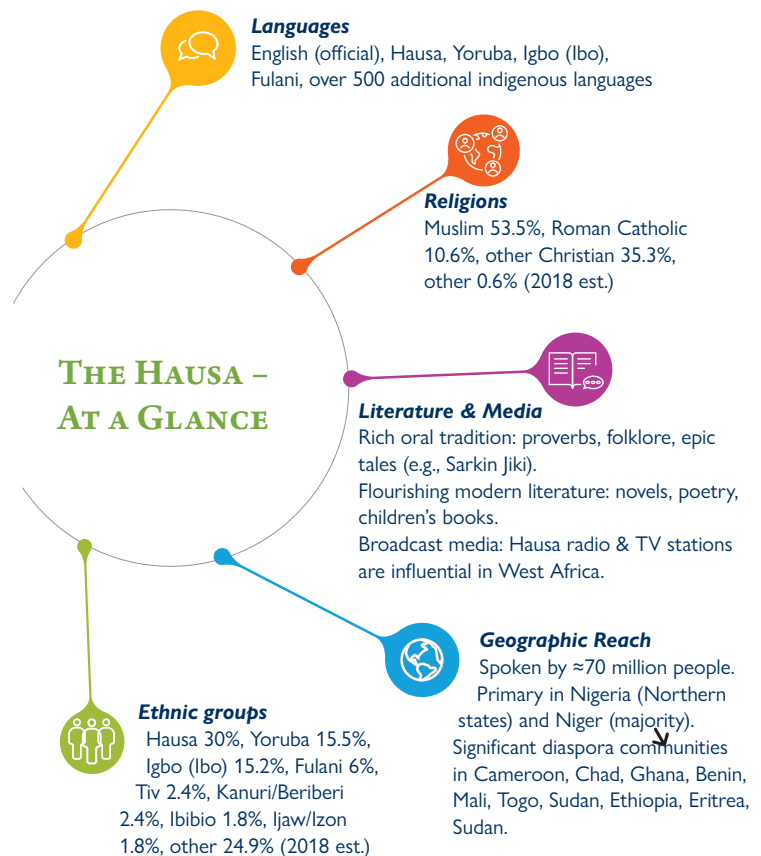 Languages
English (official), Hausa, Yoruba, Igbo (Ibo),
Fulani, over 500 additional indigenous languages
Religions
Muslim 53.5%, Roman Catholic
10.6%, other Christian 35.3%,
other 0.6% (2018 est.)
The Hausa –
At a Glance
Literature & Media
Rich oral tradition: proverbs, folklore, epic
tales (e.g., Sarkin Jiki).
Flourishing modern literature: novels, poetry,
children's books.
Broadcast media: Hausa radio & TV stations
are influential in West Africa.
Geographic Reach
Spoken by ≈70 million people.
Primary in Nigeria (Northern
states) and Niger (majority).
Significant diaspora communities
in Cameroon, Chad, Ghana, Benin,
Mali, Togo, Sudan, Ethiopia, Eritrea,
Sudan.
Ethnic groups
Hausa 30%, Yoruba 15.5%,
Igbo (Ibo) 15.2%, Fulani 6%,
Tiv 2.4%, Kanuri/Beriberi
2.4%, Ibibio 1.8%, Ijaw/Izon
1.8%, other 24.9% (2018 est.)